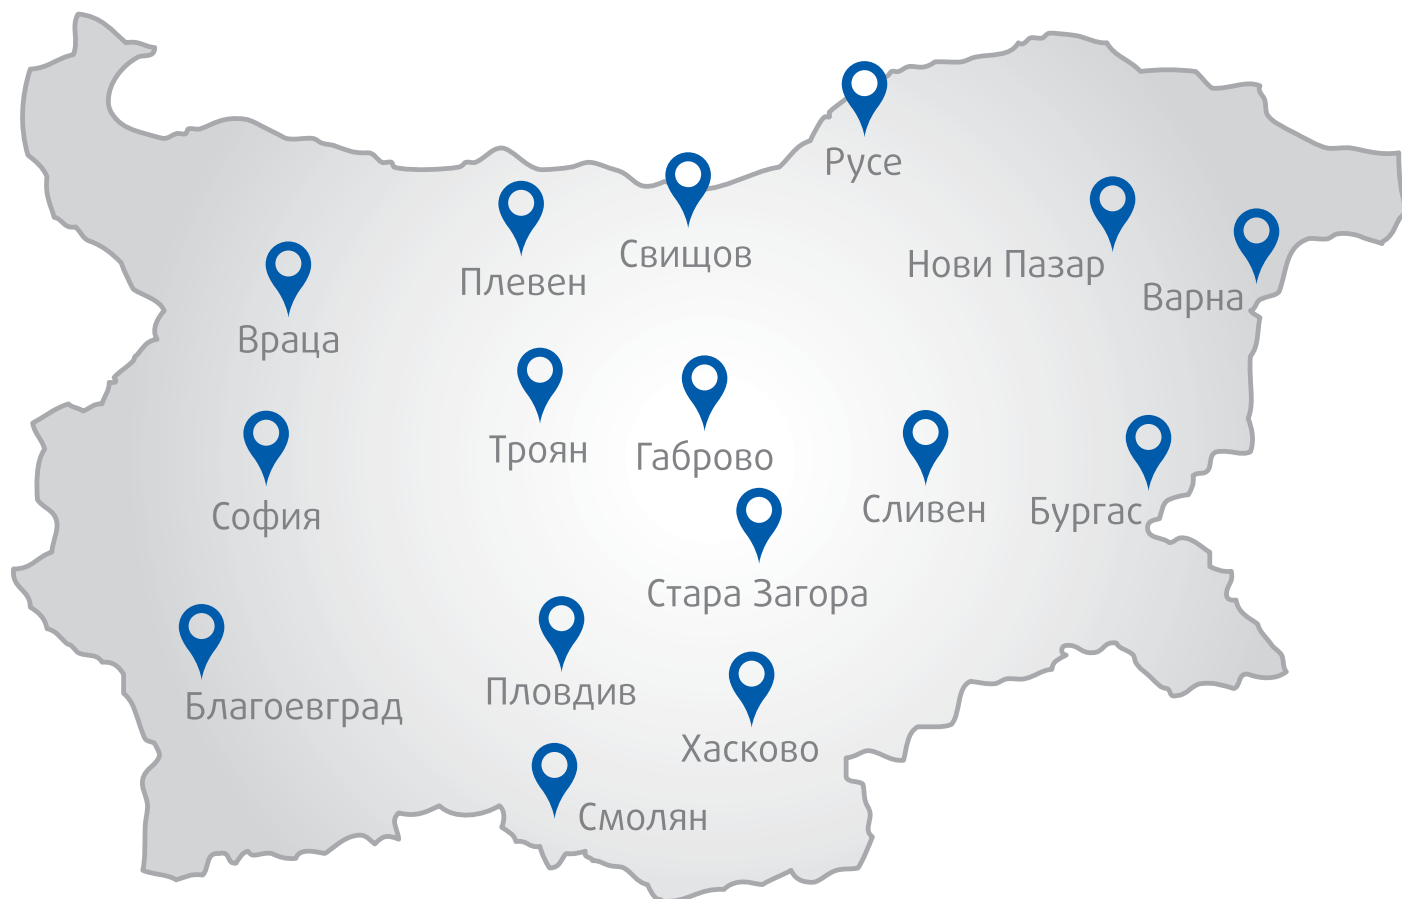 Русе
Свищов
Нови Пазар
Плевен
Варна
Враца
Троян
Габрово
Сливен
Бургас
София
Стара Загора
Пловдив
Благоевград
Хасково
Смолян